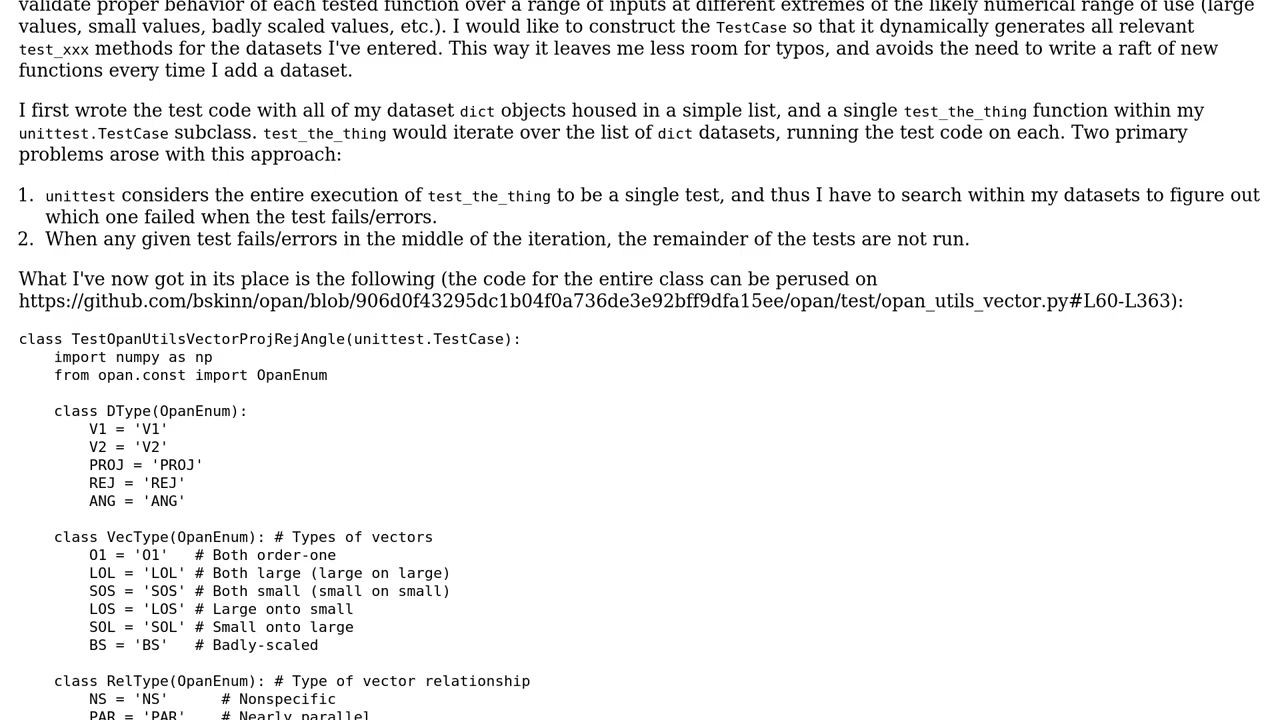 validate proper behavior of each tested function over a range of inputs at different extremes of the likely numerical range of use (large
values, small values, badly scaled values, etc.). I would like to construct the TestCase so that it dynamically generates all relevant
test_xxx methods for the datasets I've entered. This way it leaves me less room for typos, and avoids the need to write a raft of new
functions every time I add a dataset.
I first wrote the test code with all of my dataset dict objects housed in a simple list, and a single test_the_thing function within my
unittest.TestCase subclass. test_the_thing would iterate over the list of dict datasets, running the test code on each. Two primary
problems arose with this approach:
1. unittest considers the entire execution of test_the_thing to be a single test, and thus I have to search within my datasets to figure out
which one failed when the test fails/errors.
2. When any given test fails/errors in the middle of the iteration, the remainder of the tests are not run.
What I've now got in its place is the following (the code for the entire class can be perused on
https://github.com/bskinn/opan/blob/906d0f43295dc1b04f0a736de3e92bff9dfa15ee/opan/test/opan_utils_vector.py#L60-L363):
class TestOpanUtilsVectorProjRejAngle(unittest.TestCase):
    import numpy as np
    from opan.const import OpanEnum
    class DType(OpanEnum):
        V1 = 'V1'
        V2 = 'V2'
        PROJ = 'PROJ'
        REJ = 'REJ'
        ANG = 'ANG'
    class VecType(OpanEnum): # Types of vectors
        O1 = 'O1'   # Both order-one
        LOL = 'LOL' # Both large (large on large)
        SOS = 'SOS' # Both small (small on small)
        LOS = 'LOS' # Large onto small
        SOL = 'SOL' # Small onto large
        BS = 'BS'   # Badly-scaled
    class RelType(OpanEnum): # Type of vector relationship
        NS = 'NS'      # Nonspecific
        PAR = 'PAR'    # Nearly parallel